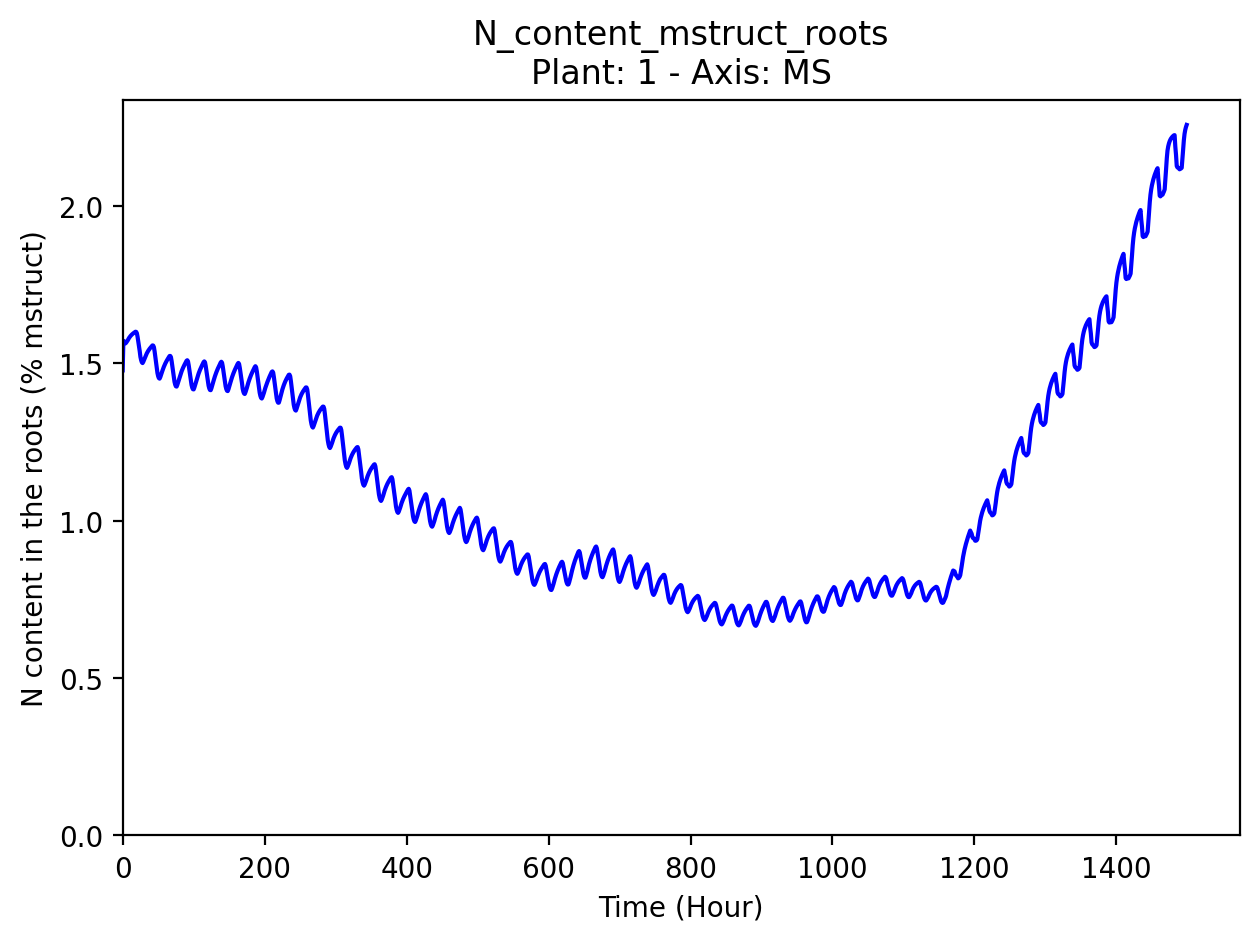 N_content_mstruct_roots
Plant: 1 - Axis: MS
N content in the roots (% mstruct)
2.0
1.5
1.0
0.5
0.0
0 200 400 600 800 1000 1200 1400
Time (Hour)